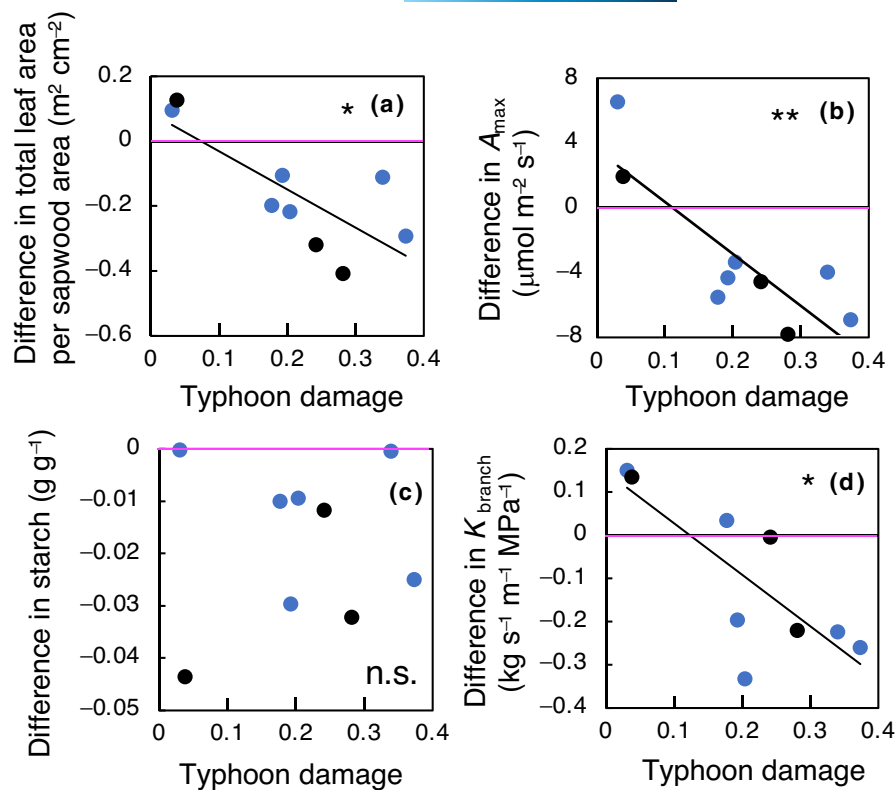 Difference in total leaf area
per sapwood area (m² cm⁻²)
0.2
0
−0.2
−0.4
−0.6
* (a)
0 0.1 0.2 0.3 0.4
Typhoon damage
Difference in Amax
(μmol m⁻² s⁻¹)
8
4
0
−4
−8
** (b)
0 0.1 0.2 0.3 0.4
Typhoon damage
Difference in starch (g g⁻¹)
0
−0.01
−0.02
−0.03
−0.04
−0.05
(c)
n.s.
0 0.1 0.2 0.3 0.4
Typhoon damage
Difference in Kbranch
(kg s⁻¹ m⁻¹ MPa⁻¹)
0.2
0.1
0
−0.1
−0.2
−0.3
−0.4
* (d)
0 0.1 0.2 0.3 0.4
Typhoon damage